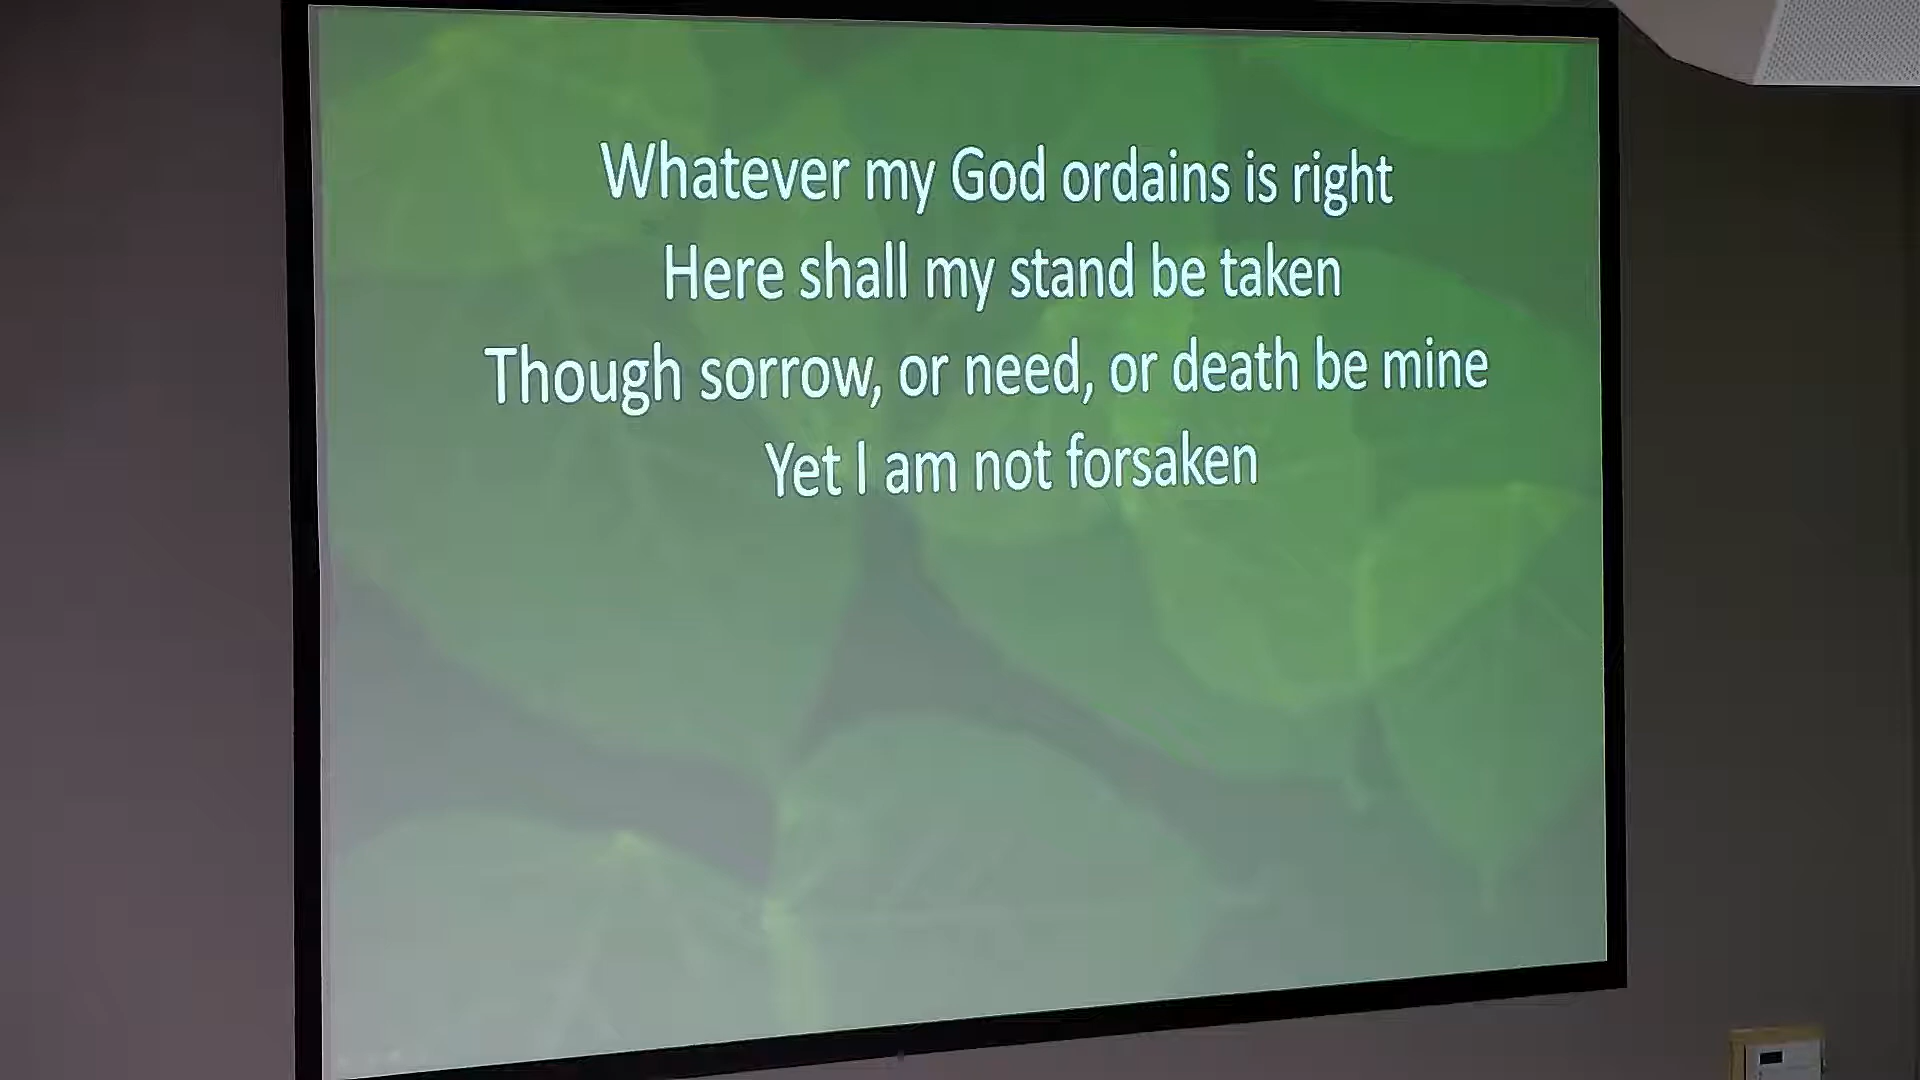 Whatever my God ordains is right
Here shall my stand be taken
Though sorrow, or need, or death be mine
Yet I am not forsaken